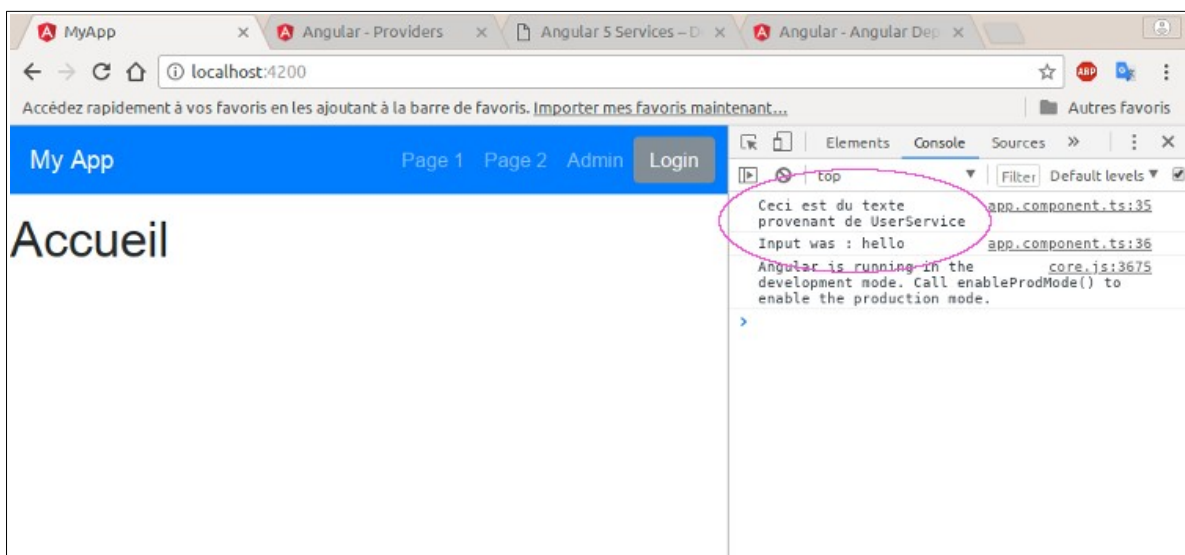 MyApp
Angular - Providers
Angular 5 Services – D
Angular - Angular Dep
localhost:4200
ABP
Accédez rapidement à vos favoris en les ajoutant à la barre de favoris. Importer mes favoris maintenant...
Autres favoris
My App
Page 1
Page 2
Admin
Login
Accueil
Elements
Console
Sources
»
top
Filter
Default levels
Ceci est du texte
provenant de UserService
app.component.ts:35
Input was : hello
app.component.ts:36
Angular is running in the
core.js:3675
development mode. Call enableProdMode() to
enable the production mode.
>